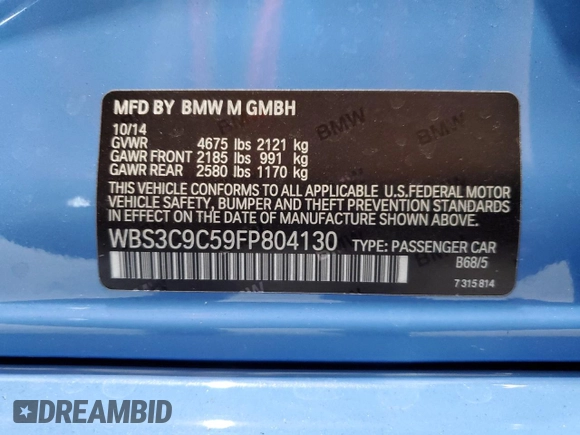 MFD BY BMW M GMBH
10/14
GVWR 4675 lbs 2121 kg
GAWR FRONT 2185 lbs 991 kg
GAWR REAR 2580 lbs 1170 kg
THIS VEHICLE CONFORMS TO ALL APPLICABLE U.S.FEDERAL MOTOR
VEHICLE SAFETY, BUMPER AND THEFT PREVENTION STANDARDS
IN EFFECT ON THE DATE OF MANUFACTURE SHOWN ABOVE.
WBS3C9C59FP804130 TYPE: PASSENGER CAR
B68/5
7 315 814
DREAMBID